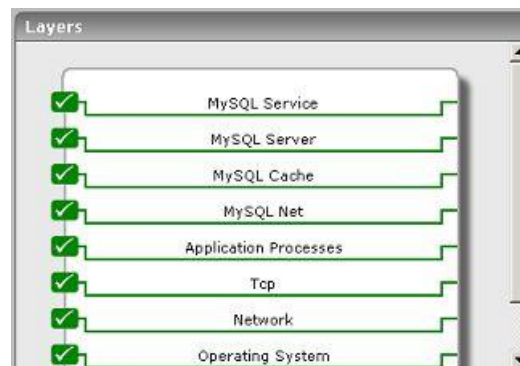 Layers
MySQL Service
MySQL Server
MySQL Cache
MySQL Net
Application Processes
Tcp
Network
Operating System